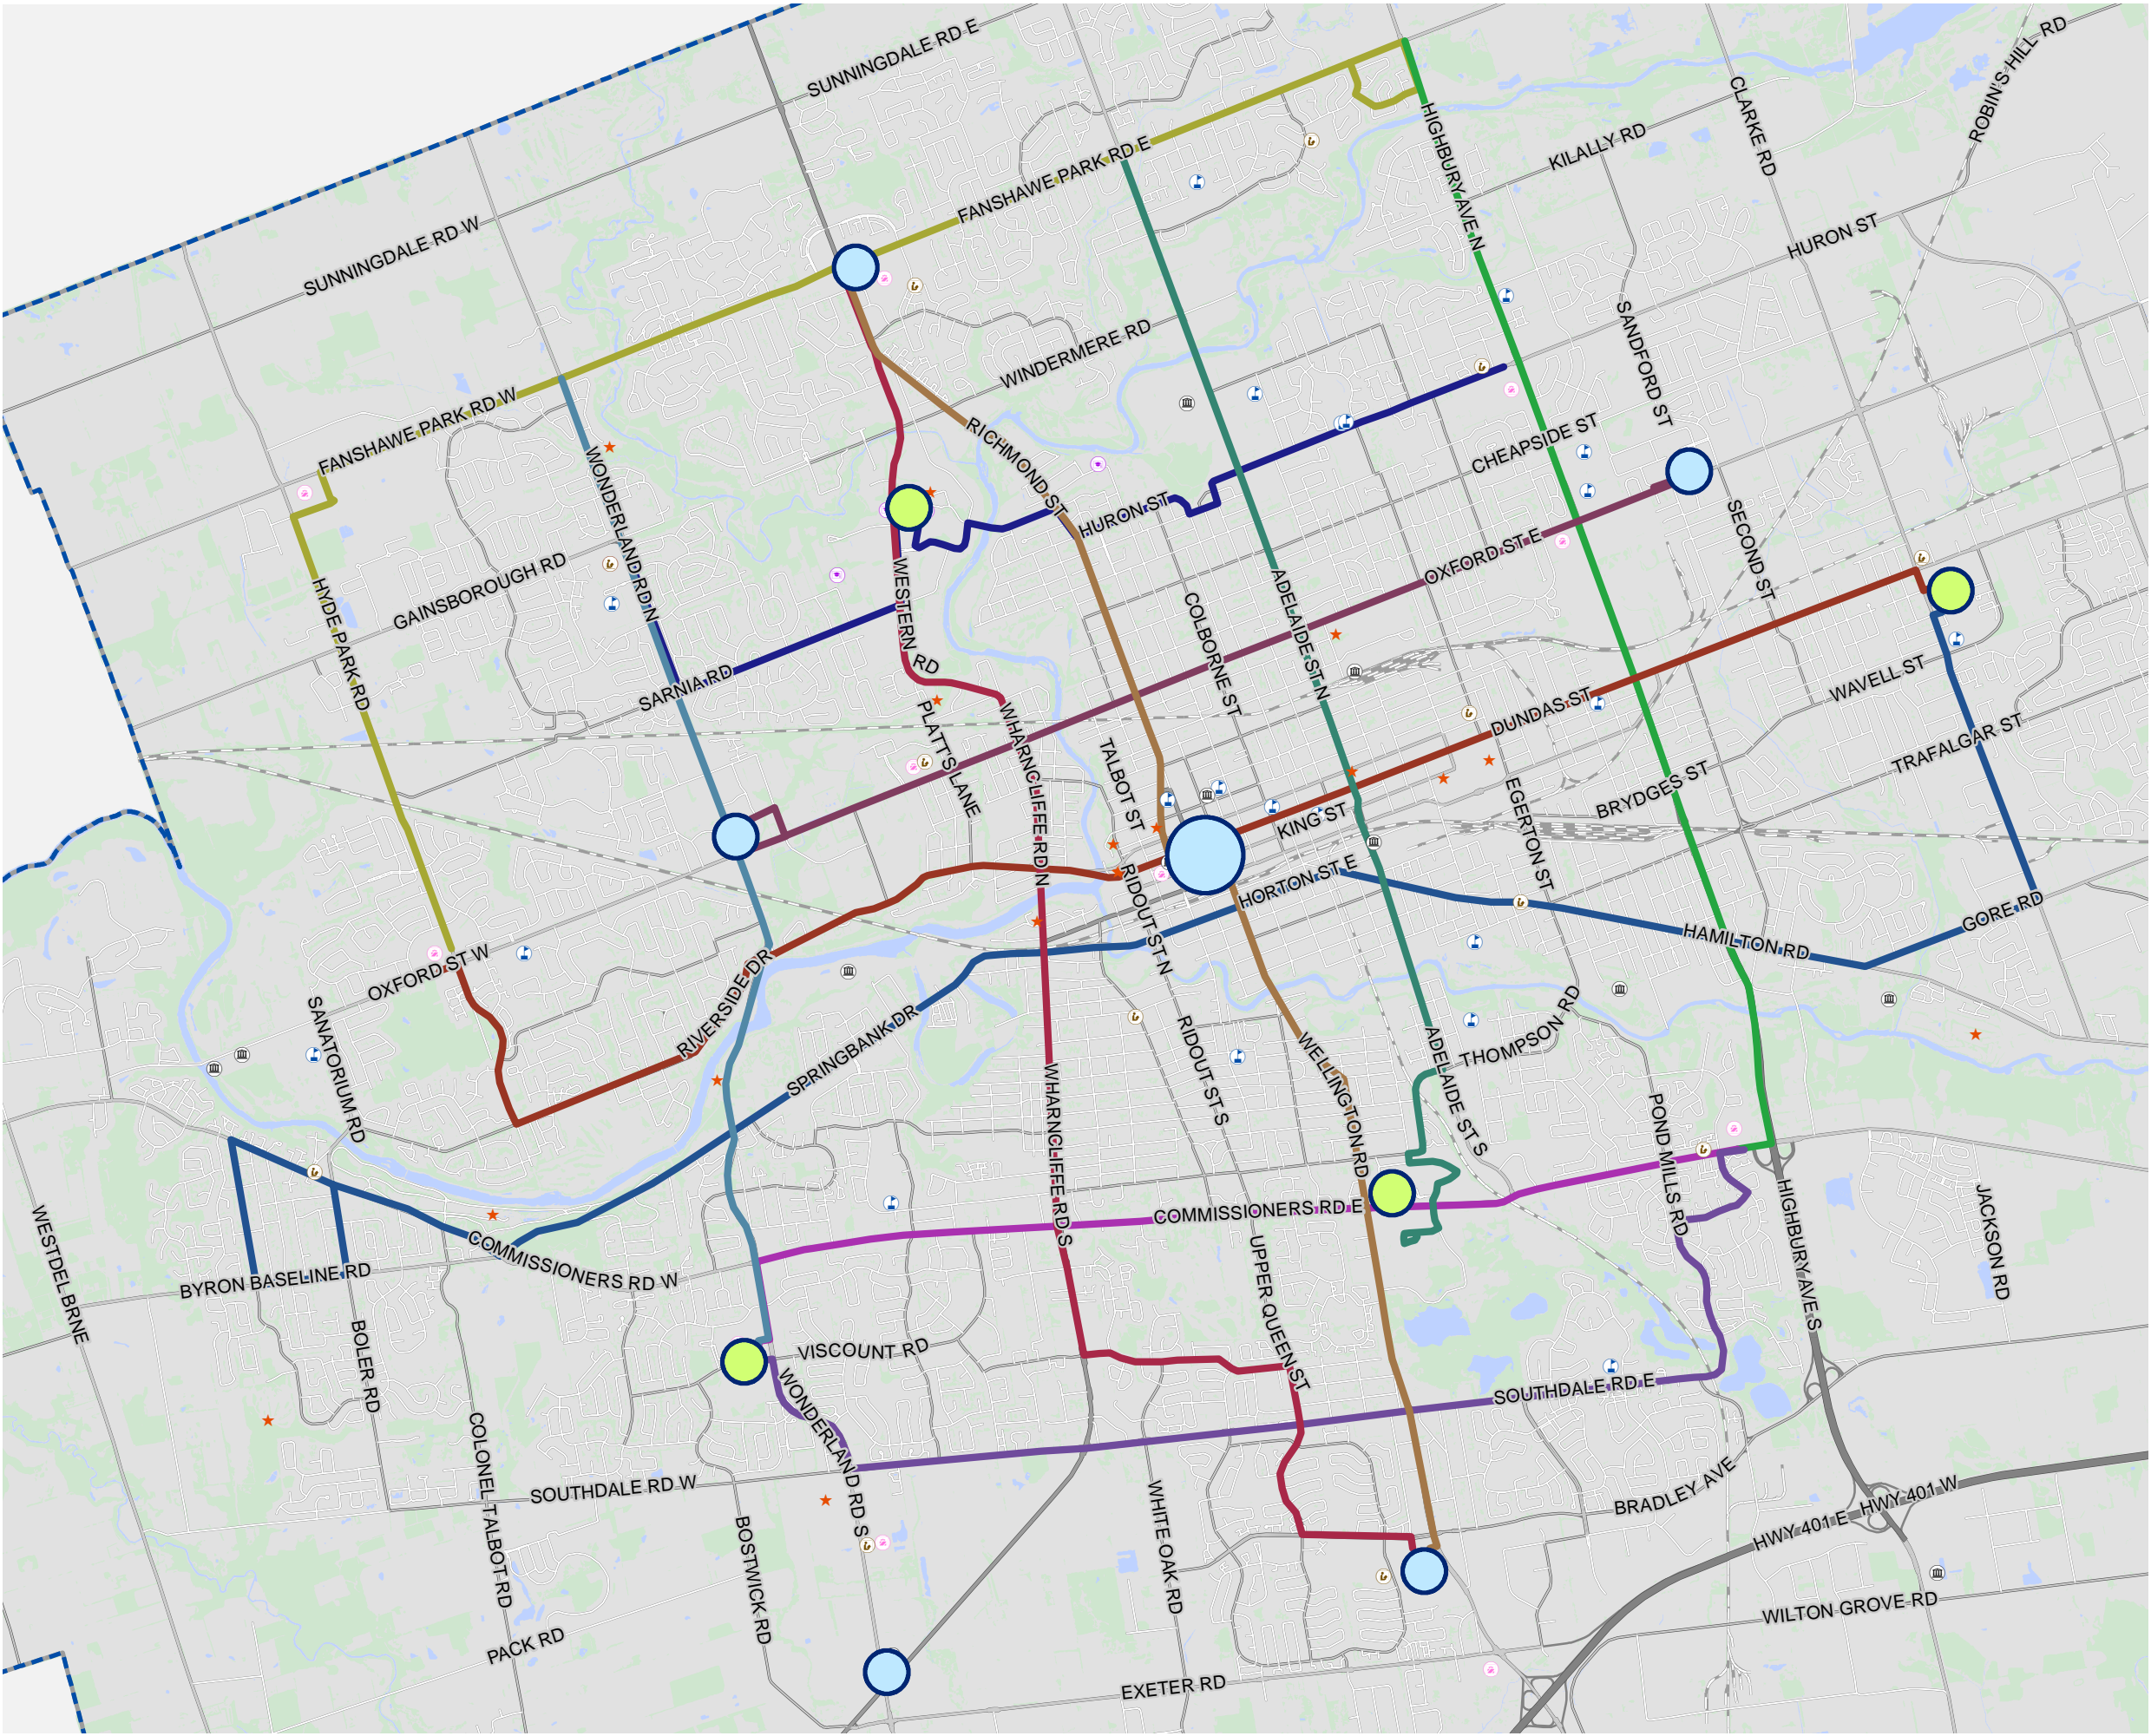 SUNNINGDALE RD E
ROBIN'S HILL RD
CLARKE RD
HIGHBURY AVE N
KILALLY RD
FANSHAWE PARK RD E
SUNNINGDALE RD W
HURON ST
WINDERMERE RD
SANDFORD ST
FANSHAWE PARK RD W
RICHMOND ST
CHEAPSIDE ST
WONDERLAND RD N
HURON ST
SECOND ST
OXFORD ST E
GAINSBOROUGH RD
HYDE PARK RD
WESTERN RD
ADELAIDE ST N
COLBORNE ST
SARNIA RD
WAVELL ST
DUNDAS ST
TRAFALGAR ST
PLATT'S LANE
WHARNCLIFFE RD N
TALBOT ST
BRYDGES ST
EGERTON ST
KING ST
HORTON ST E
RIDOUT ST N
GORE RD
HAMILTON RD
OXFORD ST W
RIVERSIDE DR
SANATORIUM RD
SPRINGBANK DR
RIDOUT ST S
THOMPSON RD
ADELAIDE ST S
WELLINGTON RD
WHARNCLIFFE RD S
POND MILLS RD
HIGHBURY AVE S
JACKSON RD
WESTDEL BRNE
COMMISSIONERS RD E
COMMISSIONERS RD W
BYRON BASELINE RD
UPPER QUEEN ST
BOLER RD
VISCOUNT RD
WONDERLAND RD S
SOUTHDALE RD E
COLONEL TALBOT RD
SOUTHDALE RD W
BRADLEY AVE
HWY 401 W
HWY 401 E
WHITE OAK RD
BOSTWICK RD
WILTON GROVE RD
PACK RD
EXETER RD